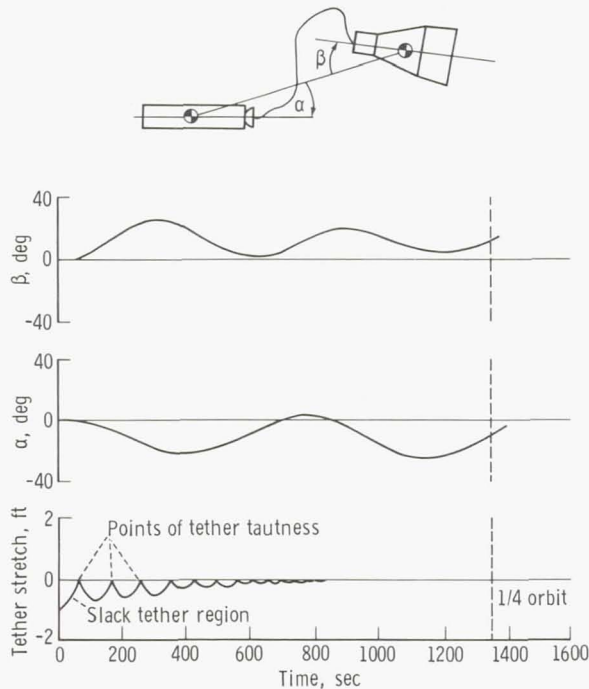 β
α
40
0
-40
β, deg
40
0
-40
α, deg
2
0
-2
Tether stretch, ft
Points of tether tautness
Slack tether region
1/4 orbit
0 200 400 600 800 1000 1200 1400 1600
Time, sec